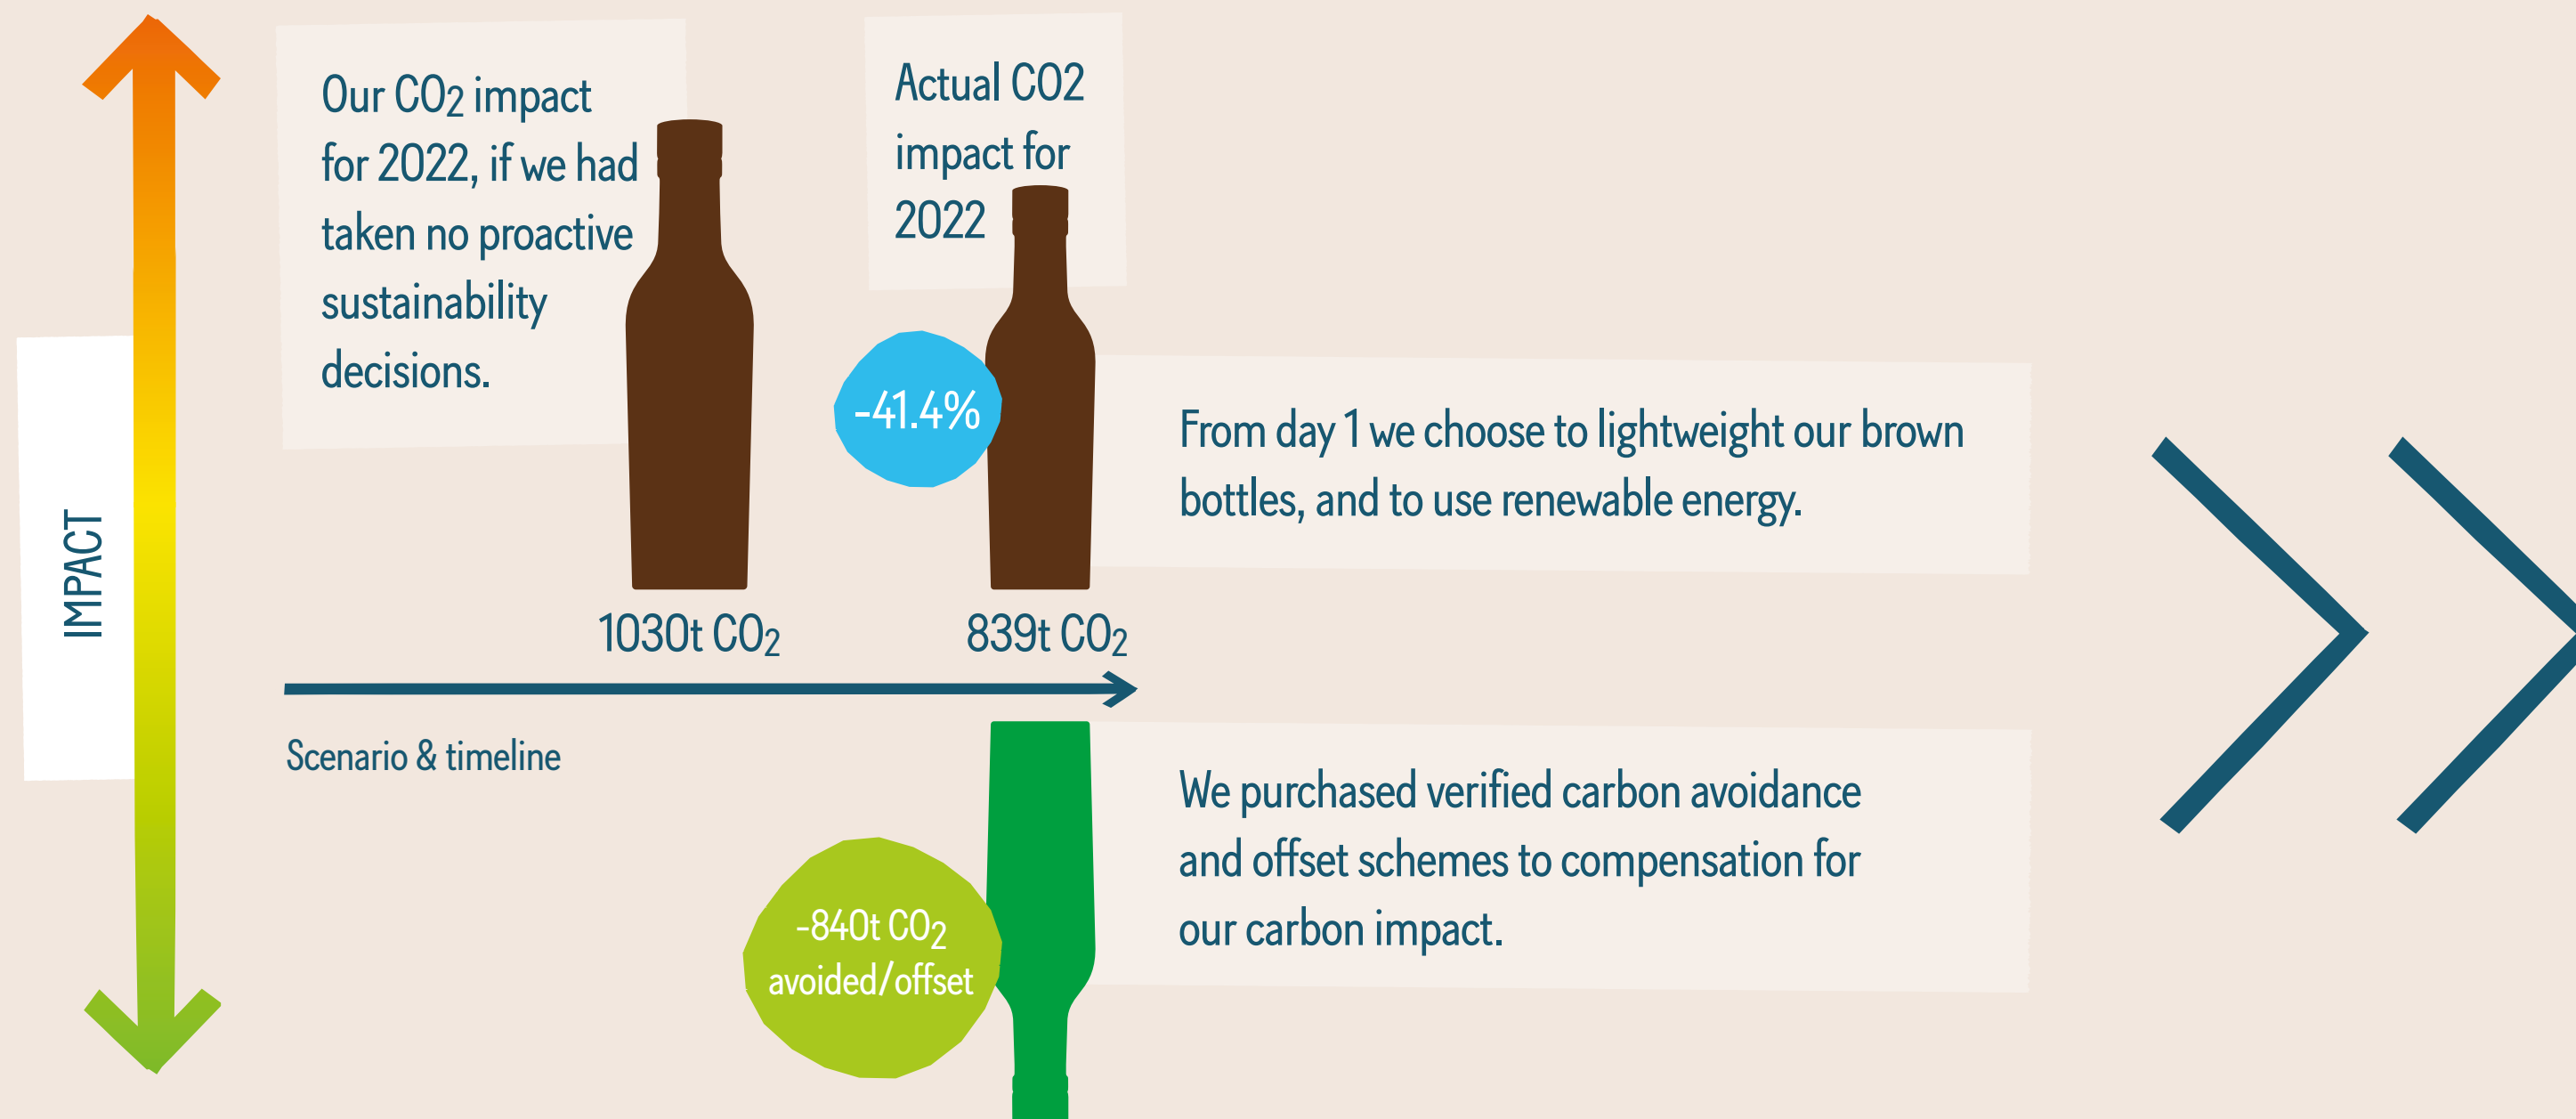 Our CO₂ impact
for 2022, if we had
taken no proactive
sustainability
decisions.
Actual CO2
impact for
2022
-41.4%
From day 1 we choose to lightweight our brown
bottles, and to use renewable energy.
IMPACT
1030t CO₂
839t CO₂
Scenario & timeline
-840t CO₂
avoided/offset
We purchased verified carbon avoidance
and offset schemes to compensation for
our carbon impact.